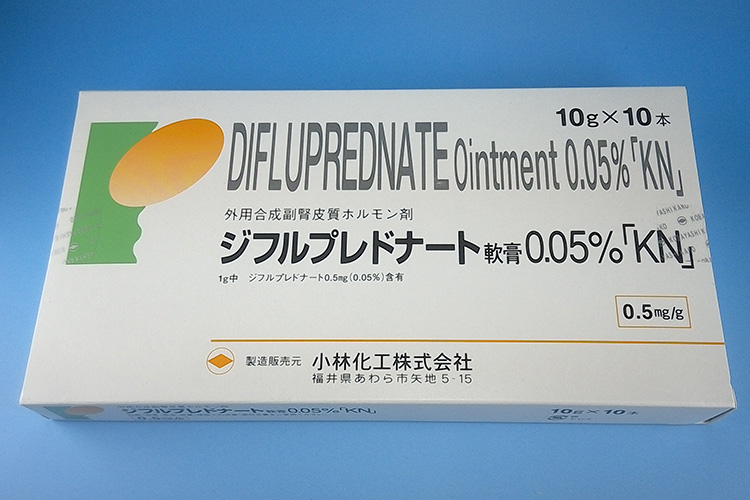 10g×10本
DIFLUPREDNATE Ointment 0.05%「KN」
外用合成副腎皮質ホルモン剤
ジフルプレドナート軟膏0.05%「KN」
1g中 ジフルプレドナート0.5mg(0.05%)含有
0.5mg/g
製造販売元 小林化工株式会社
福井県あわら市矢地5-15
ジフルプレドナート軟膏0.05%「KN」
10g×10本